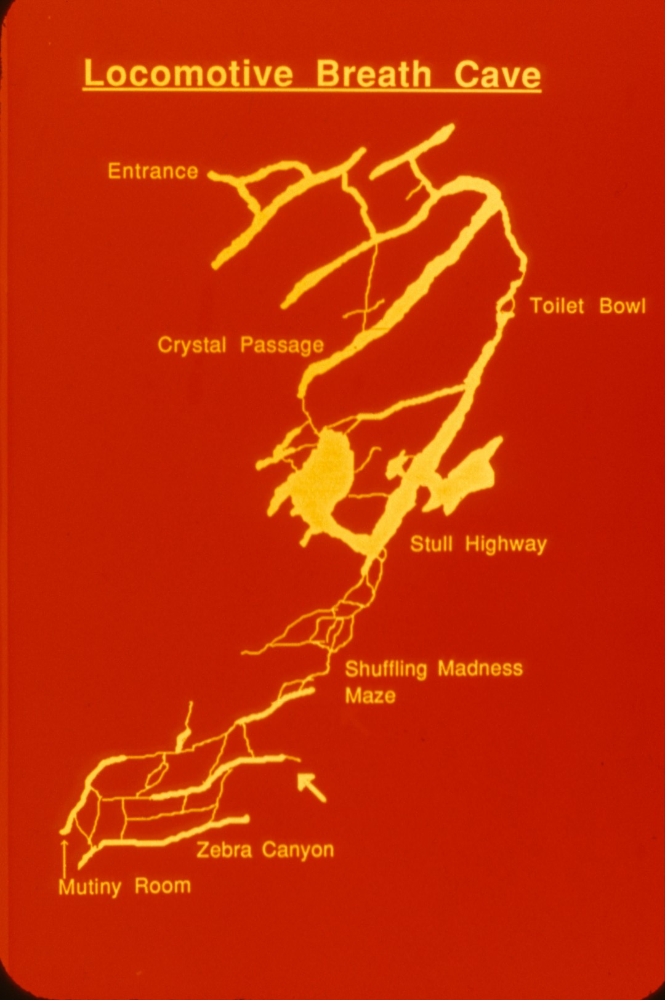 Locomotive Breath Cave
Entrance
Toilet Bowl
Crystal Passage
Stull Highway
Shuffling Madness
Maze
Zebra Canyon
Mutiny Room